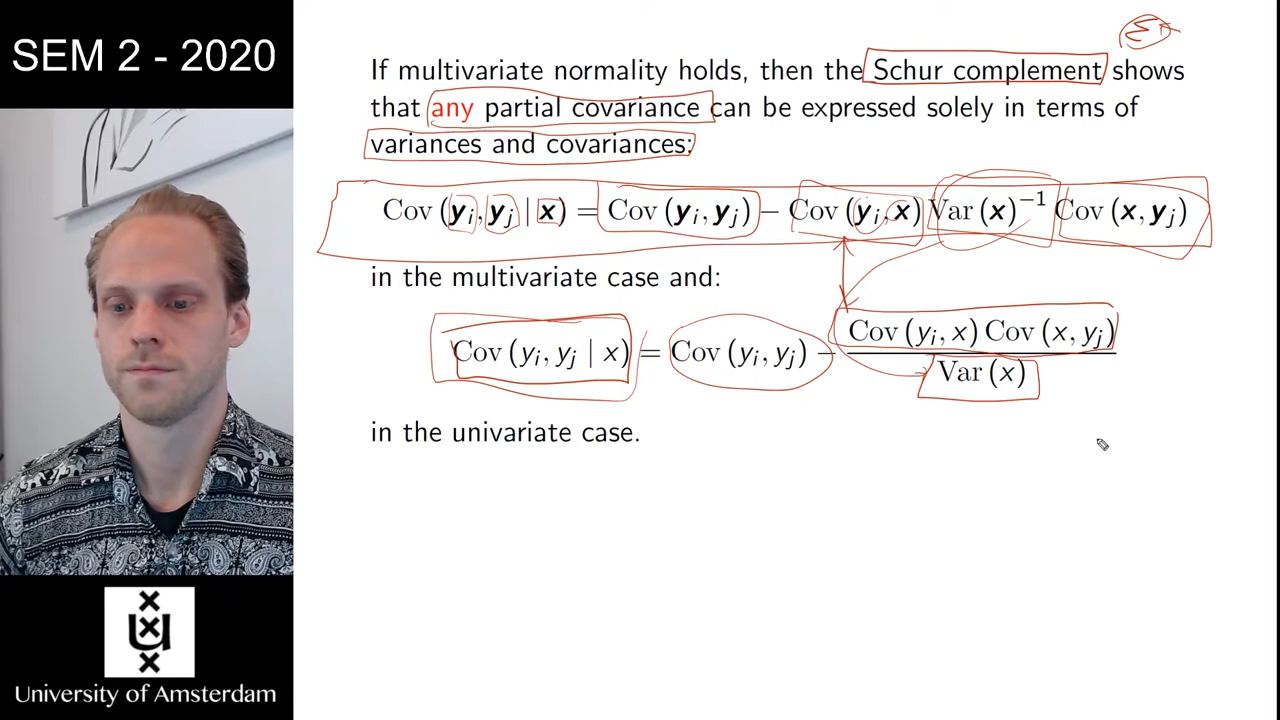 SEM 2 - 2020
If multivariate normality holds, then the Schur complement shows
that any partial covariance can be expressed solely in terms of
variances and covariances:
Cov (y_i, y_j | x) = Cov (y_i, y_j) − Cov (y_i, x) Var (x)^{−1} Cov (x, y_j)
in the multivariate case and:
Cov (y_i, y_j | x) = Cov (y_i, y_j) − Cov (y_i, x) Cov (x, y_j) / Var (x)
in the univariate case.
University of Amsterdam